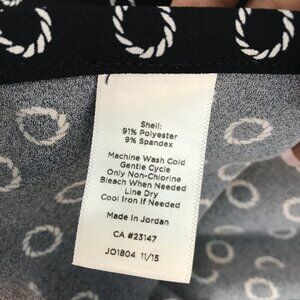 Shell:
91% Polyester
9% Spandex
Machine Wash Cold
Gentle Cycle
Only Non-Chlorine
Bleach When Needed
Line Dry
Cool Iron If Needed
Made In Jordan
CA #23147
JO1804 11/15